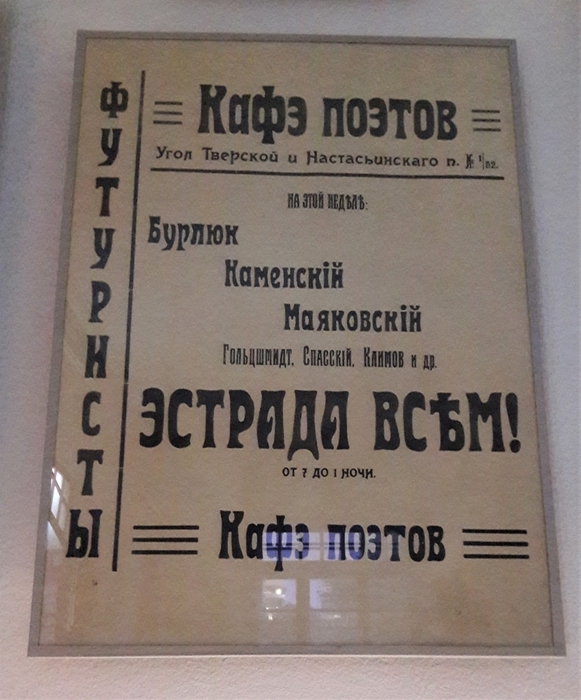 ФУТУРИСТЫ
Кафэ поэтов
Угол Тверской и Настасьинскаго п. № 1/52.
НА ЭТОЙ НЕДѢЛѢ:
Бурлюк
Каменскій
Маяковскій
Гольцшмидт, Спасскій, Климов и др.
ЭСТРАДА ВСѢМ!
ОТ 7 ДО 1 НОЧИ.
Кафэ поэтов